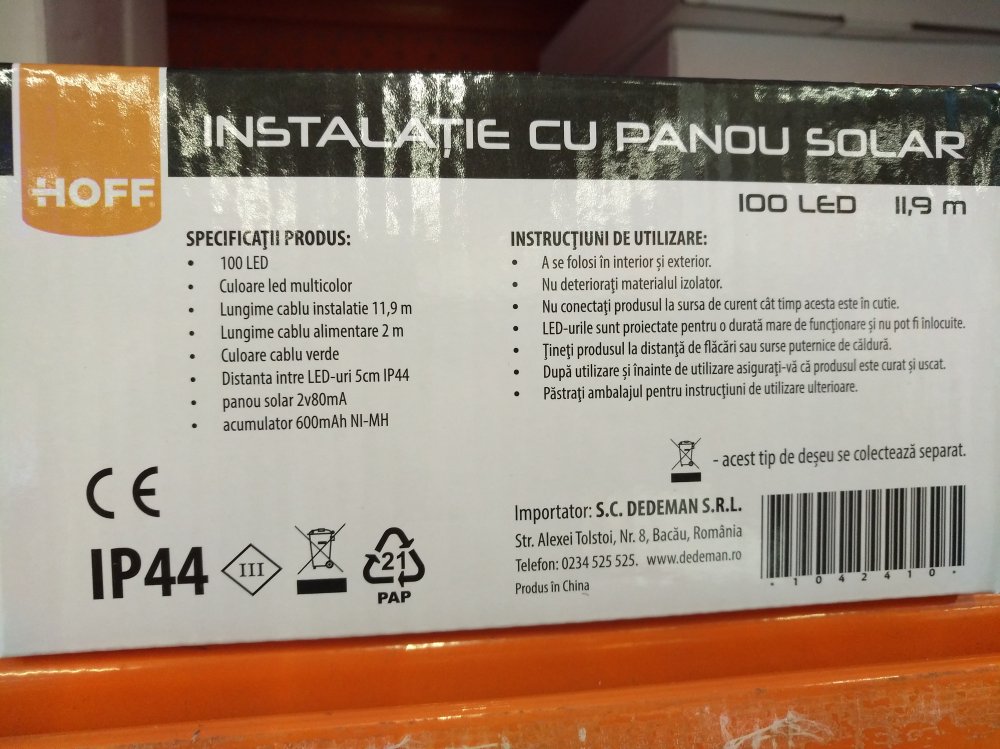 HOFF
INSTALAȚIE CU PANOU SOLAR
100 LED 11,9 m
SPECIFICAŢII PRODUS:
• 100 LED
• Culoare led multicolor
• Lungime cablu instalatie 11,9 m
• Lungime cablu alimentare 2 m
• Culoare cablu verde
• Distanta intre LED-uri 5cm IP44
• panou solar 2v80mA
• acumulator 600mAh NI-MH
INSTRUCŢIUNI DE UTILIZARE:
• A se folosi în interior și exterior.
• Nu deteriorați materialul izolator.
• Nu conectați produsul la sursa de curent cât timp acesta este în cutie.
• LED-urile sunt proiectate pentru o durată mare de funcționare și nu pot fi înlocuite.
• Țineți produsul la distanță de flăcări sau surse puternice de căldură.
• După utilizare și înainte de utilizare asigurați-vă că produsul este curat și uscat.
• Păstrați ambalajul pentru instrucțiuni de utilizare ulterioare.
- acest tip de deșeu se colectează separat.
CE
IP44
III
21
PAP
Importator: S.C. DEDEMAN S.R.L.
Str. Alexei Tolstoi, Nr. 8, Bacău, România
Telefon: 0234 525 525. www.dedeman.ro
Produs în China
*1042410*